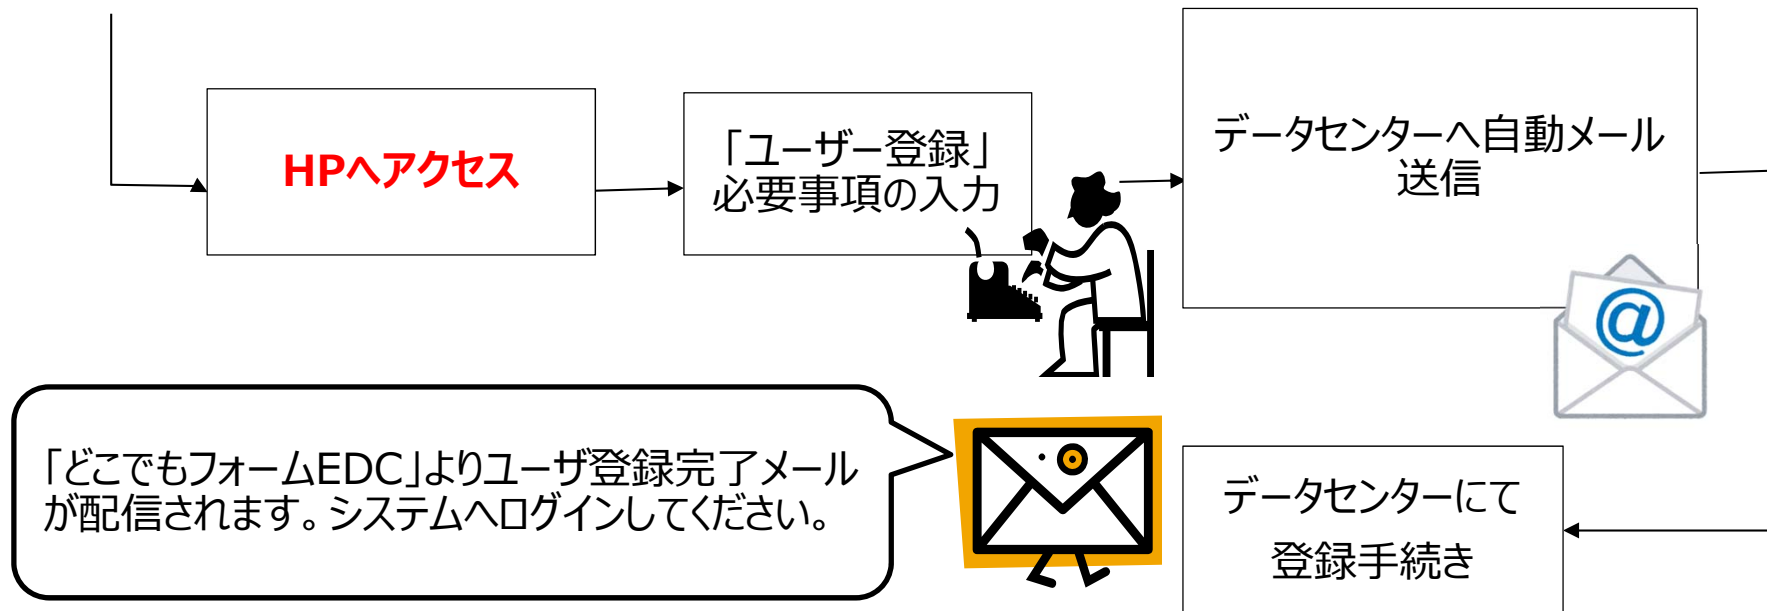 HPへアクセス
「ユーザー登録」
必要事項の入力
データセンターへ自動メール
送信
@
「どこでもフォームEDC」よりユーザ登録完了メール
が配信されます。システムへログインしてください。
データセンターにて
登録手続き